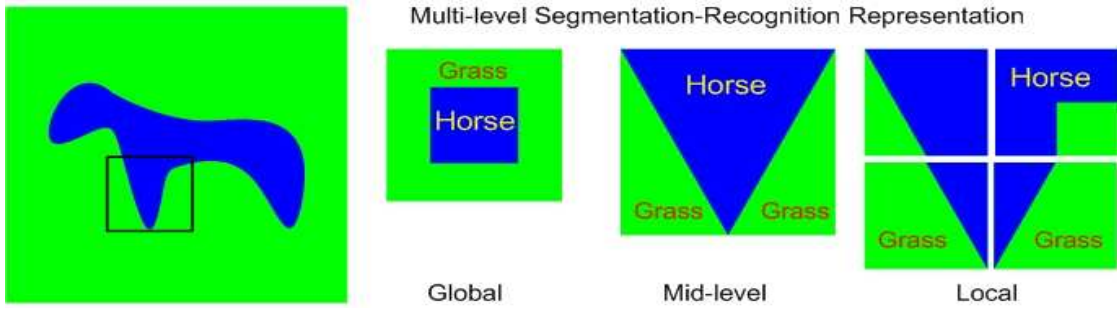 Multi-level Segmentation-Recognition Representation
Grass
Horse
Horse
Grass Grass
Horse
Grass Grass
Global Mid-level Local